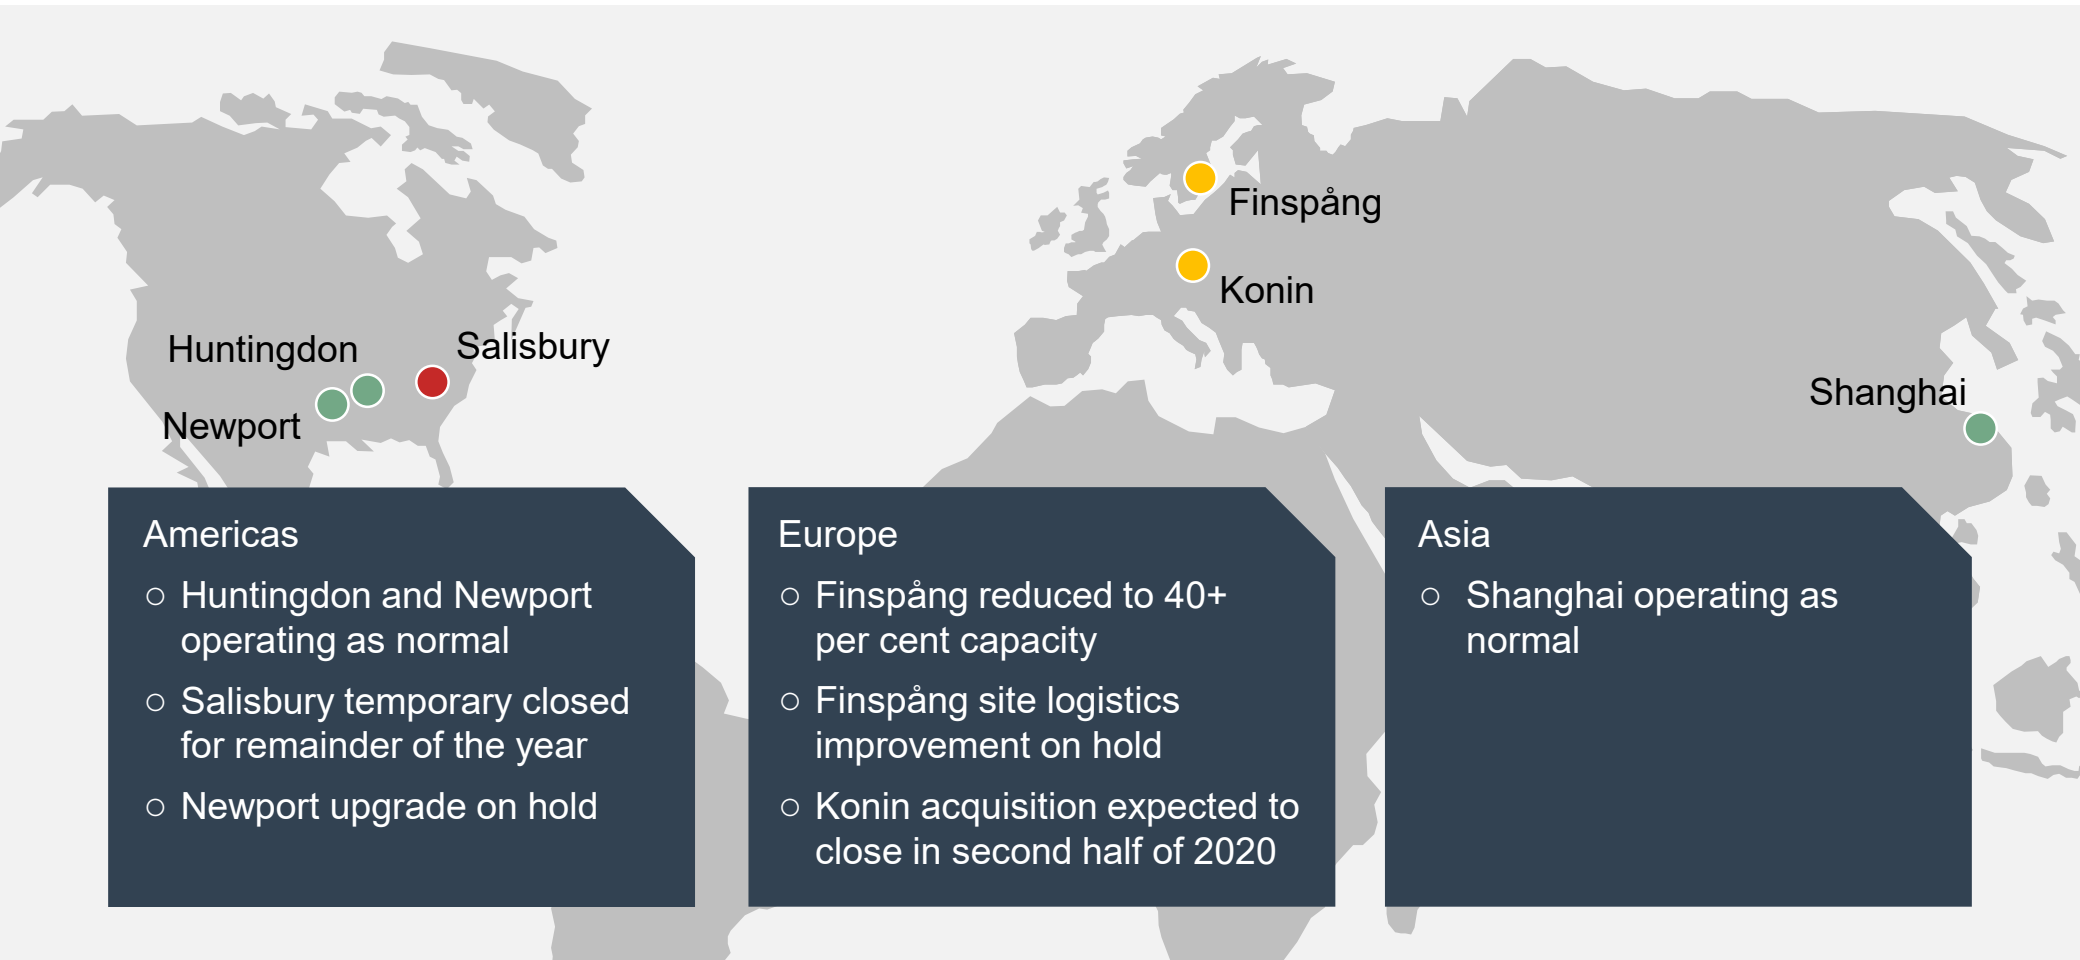 Finspång
Konin
Huntingdon
Salisbury
Newport
Shanghai
Americas
○ Huntingdon and Newport
operating as normal
○ Salisbury temporary closed
for remainder of the year
○ Newport upgrade on hold
Europe
○ Finspång reduced to 40+
per cent capacity
○ Finspång site logistics
improvement on hold
○ Konin acquisition expected to
close in second half of 2020
Asia
○ Shanghai operating as
normal